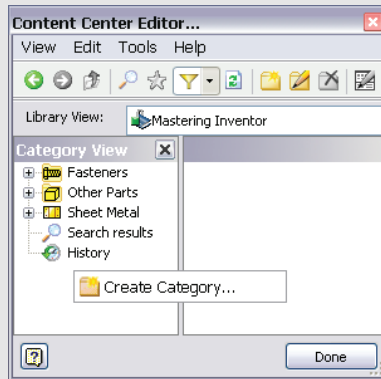 Content Center Editor...
View Edit Tools Help
Library View: Mastering Inventor
Category View
Fasteners
Other Parts
Sheet Metal
Search results
History
Create Category...
Done